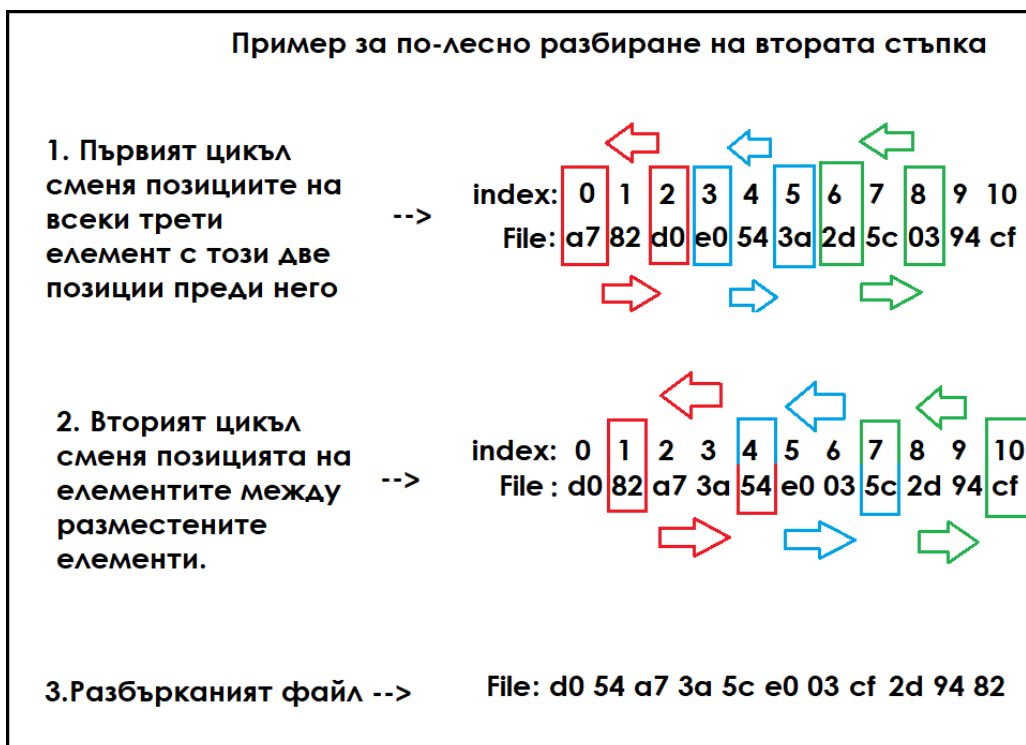 Пример за по-лесно разбиране на втората стъпка
1. Първият цикъл
сменя позициите на
всеки трети
елемент с този две
позиции преди него
-->
index: 0 1 2 3 4 5 6 7 8 9 10
File: a7 82 d0 e0 54 3a 2d 5c 03 94 cf
2. Вторият цикъл
сменя позицията на
елементите между
разместените
елементи.
-->
index: 0 1 2 3 4 5 6 7 8 9 10
File : d0 82 a7 3a 54 e0 03 5c 2d 94 cf
3.Разбърканият файл -->
File: d0 54 a7 3a 5c e0 03 cf 2d 94 82